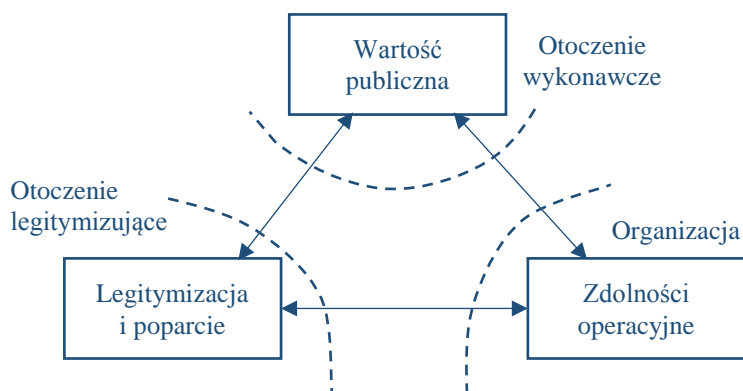 Wartość
publiczna
Otoczenie
wykonawcze
Otoczenie
legitymizujące
Organizacja
Legitymizacja
i poparcie
Zdolności
operacyjne